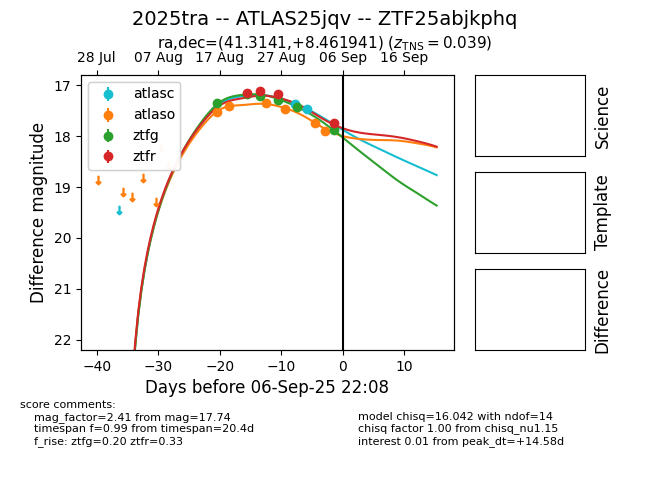 2025tra -- ATLAS25jqv -- ZTF25abjkphq
ra,dec=(41.3141,+8.461941) (zTNS = 0.039)
28 Jul 07 Aug 17 Aug 27 Aug 06 Sep 16 Sep
atlasc
atlaso
ztfg
ztfr
17
18
19
20
21
22
Difference magnitude
−40 −30 −20 −10 0 10
Days before 06-Sep-25 22:08
Science
Template
Difference
score comments:
mag_factor=2.41 from mag=17.74
timespan f=0.99 from timespan=20.4d
f_rise: ztfg=0.20 ztfr=0.33
model chisq=16.042 with ndof=14
chisq factor 1.00 from chisq_nu1.15
interest 0.01 from peak_dt=+14.58d